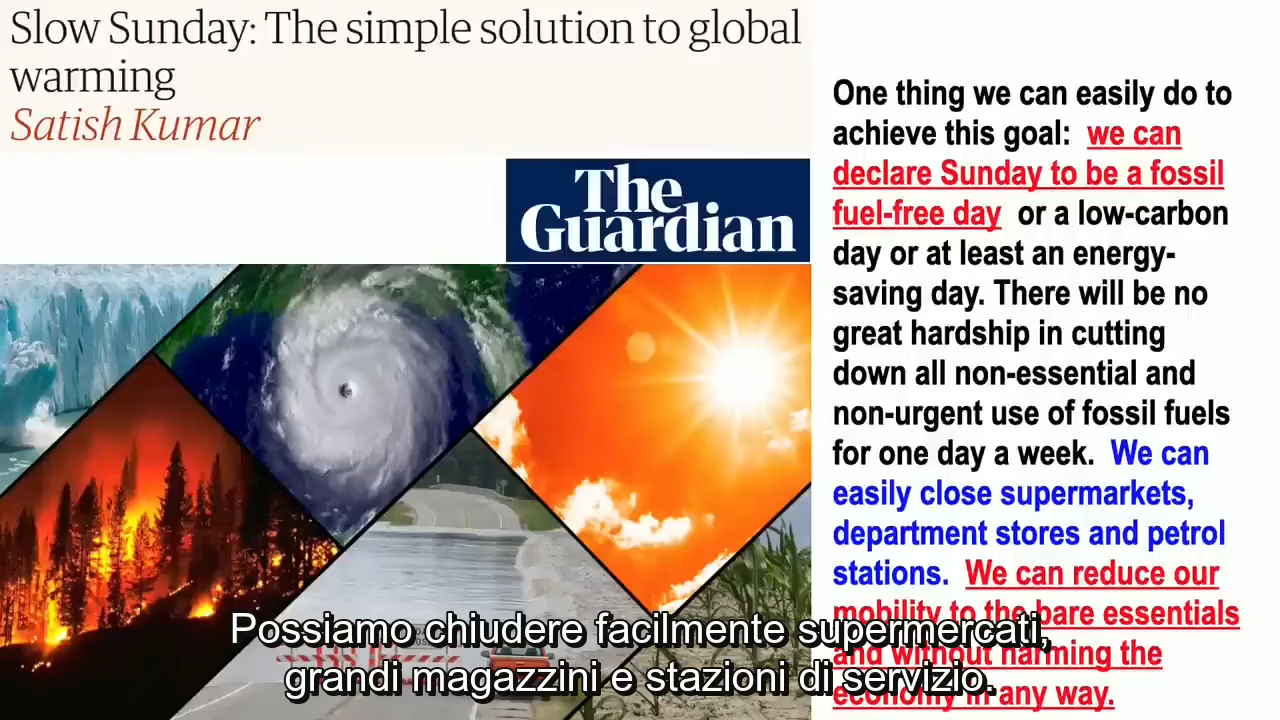 Slow Sunday: The simple solution to global
warming
Satish Kumar
The
Guardian
One thing we can easily do to
achieve this goal: we can
declare Sunday to be a fossil
fuel-free day or a low-carbon
day or at least an energy-
saving day. There will be no
great hardship in cutting
down all non-essential and
non-urgent use of fossil fuels
for one day a week. We can
easily close supermarkets,
department stores and petrol
stations. We can reduce our
mobility to the bare essentials
and without harming the
economy in any way.
Possiamo chiudere facilmente supermercati,
grandi magazzini e stazioni di servizio.